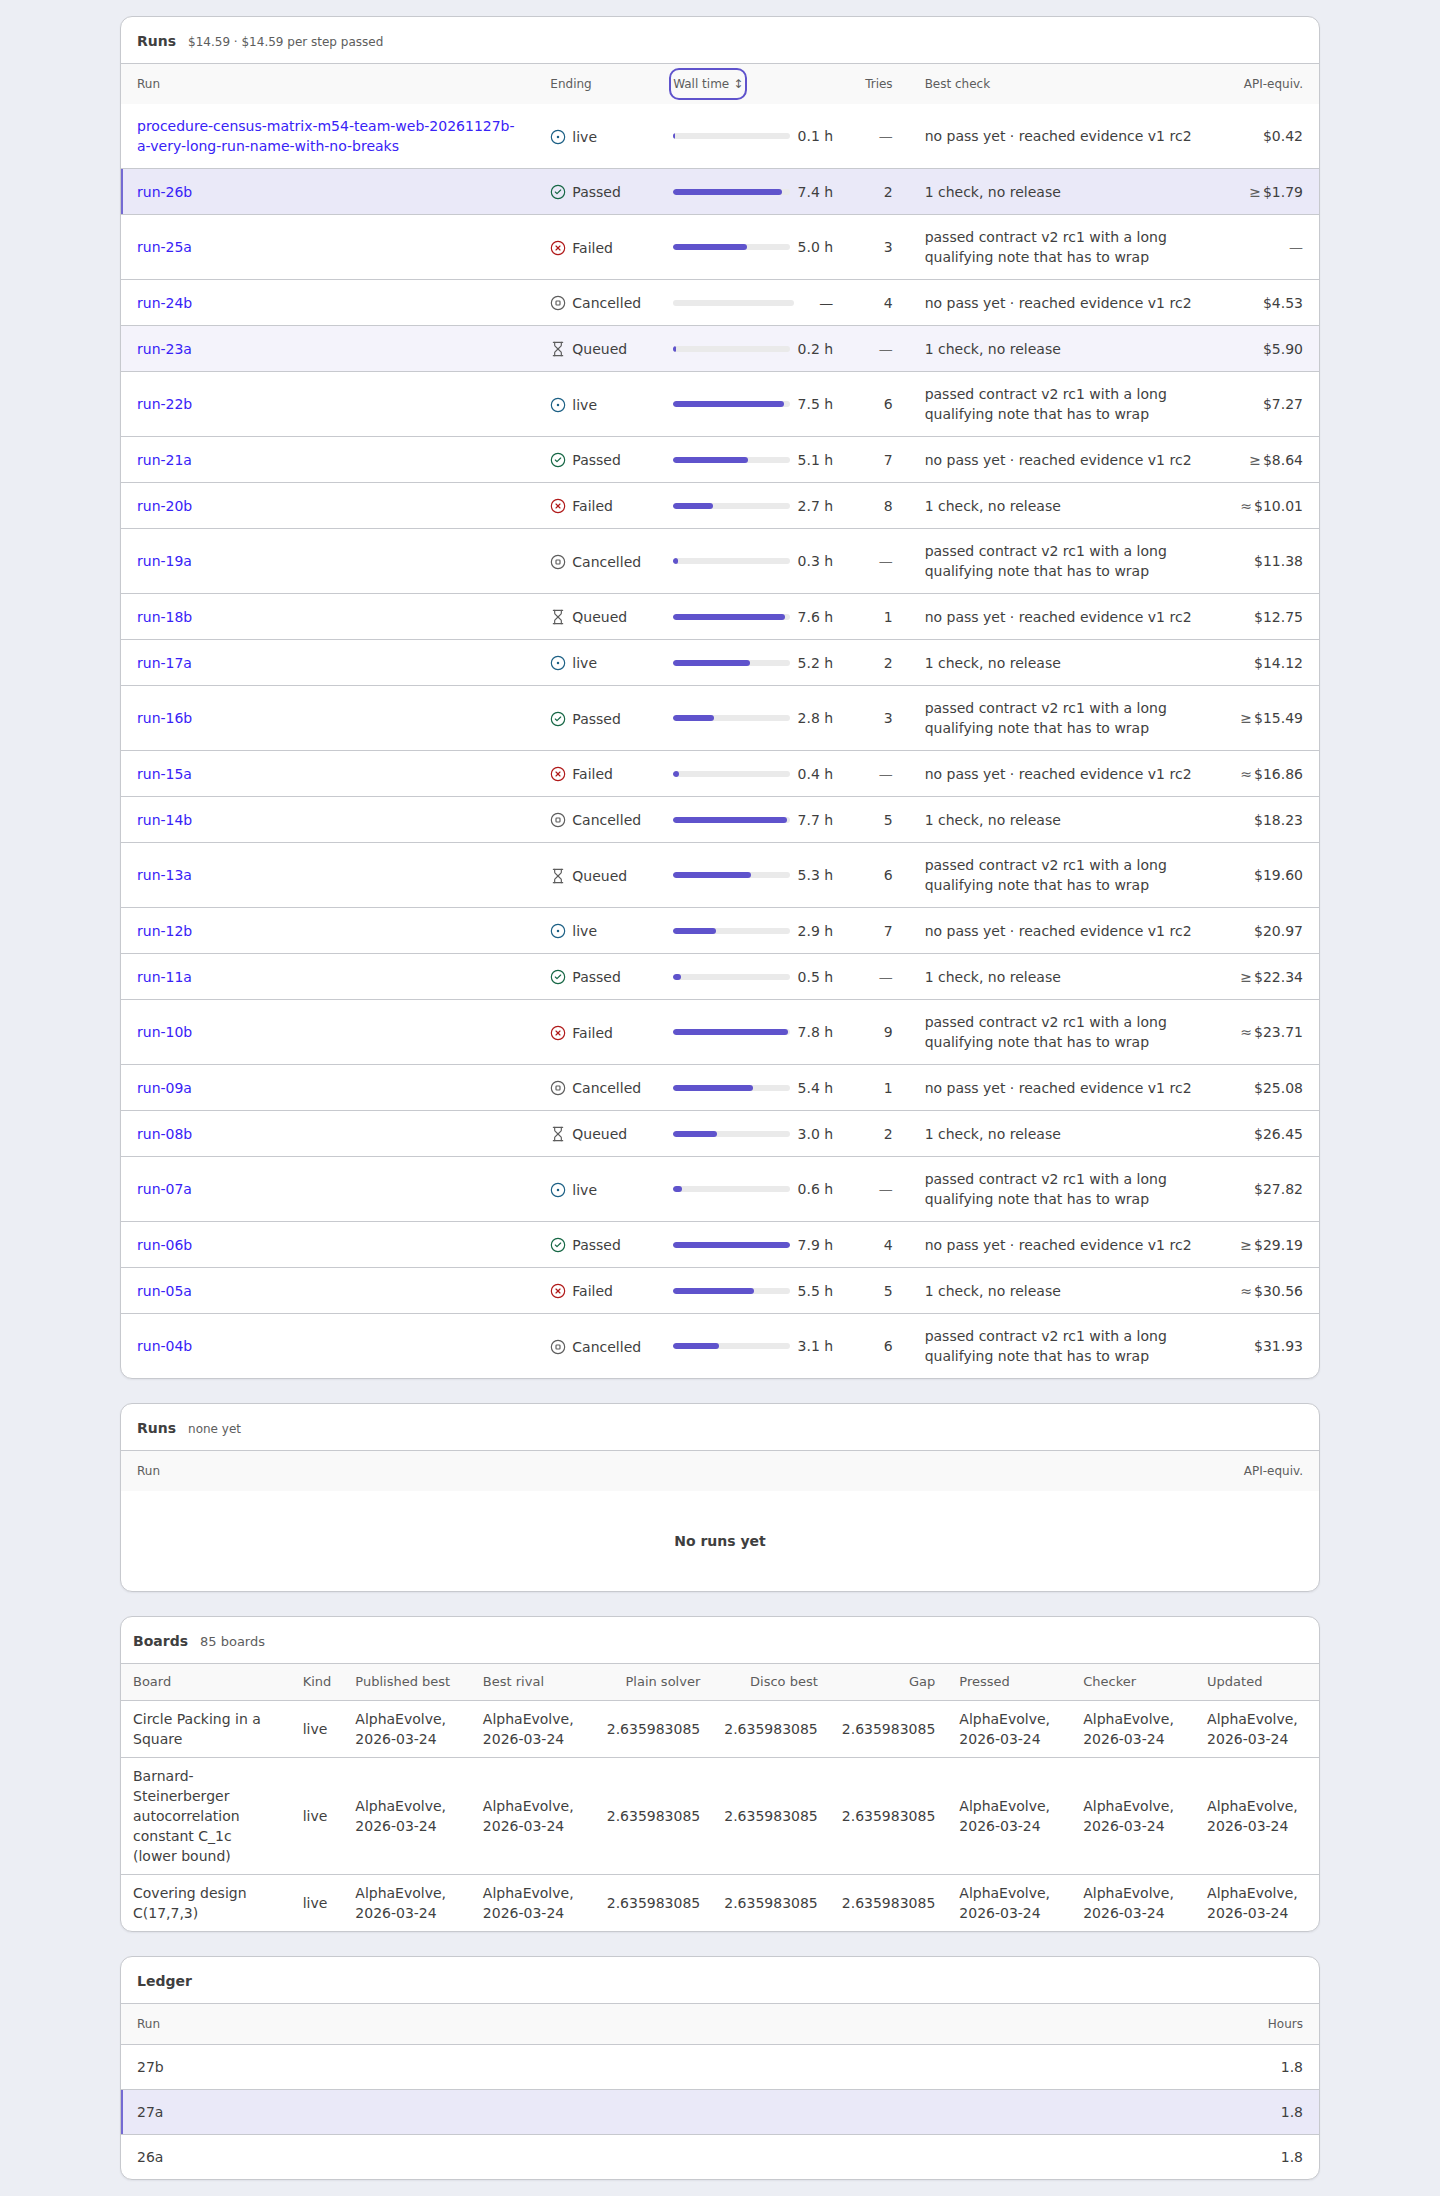 Runs $14.59 · $14.59 per step passed
Run Ending Wall time ↕ Tries Best check API-equiv.
procedure-census-matrix-m54-team-web-20261127b-
a-very-long-run-name-with-no-breaks live 0.1 h — no pass yet · reached evidence v1 rc2 $0.42
run-26b Passed 7.4 h 2 1 check, no release ≥ $1.79
run-25a Failed 5.0 h 3 passed contract v2 rc1 with a long
qualifying note that has to wrap —
run-24b Cancelled — 4 no pass yet · reached evidence v1 rc2 $4.53
run-23a Queued 0.2 h — 1 check, no release $5.90
run-22b live 7.5 h 6 passed contract v2 rc1 with a long
qualifying note that has to wrap $7.27
run-21a Passed 5.1 h 7 no pass yet · reached evidence v1 rc2 ≥ $8.64
run-20b Failed 2.7 h 8 1 check, no release ≈ $10.01
run-19a Cancelled 0.3 h — passed contract v2 rc1 with a long
qualifying note that has to wrap $11.38
run-18b Queued 7.6 h 1 no pass yet · reached evidence v1 rc2 $12.75
run-17a live 5.2 h 2 1 check, no release $14.12
run-16b Passed 2.8 h 3 passed contract v2 rc1 with a long
qualifying note that has to wrap ≥ $15.49
run-15a Failed 0.4 h — no pass yet · reached evidence v1 rc2 ≈ $16.86
run-14b Cancelled 7.7 h 5 1 check, no release $18.23
run-13a Queued 5.3 h 6 passed contract v2 rc1 with a long
qualifying note that has to wrap $19.60
run-12b live 2.9 h 7 no pass yet · reached evidence v1 rc2 $20.97
run-11a Passed 0.5 h — 1 check, no release ≥ $22.34
run-10b Failed 7.8 h 9 passed contract v2 rc1 with a long
qualifying note that has to wrap ≈ $23.71
run-09a Cancelled 5.4 h 1 no pass yet · reached evidence v1 rc2 $25.08
run-08b Queued 3.0 h 2 1 check, no release $26.45
run-07a live 0.6 h — passed contract v2 rc1 with a long
qualifying note that has to wrap $27.82
run-06b Passed 7.9 h 4 no pass yet · reached evidence v1 rc2 ≥ $29.19
run-05a Failed 5.5 h 5 1 check, no release ≈ $30.56
run-04b Cancelled 3.1 h 6 passed contract v2 rc1 with a long
qualifying note that has to wrap $31.93
Runs none yet
Run API-equiv.
No runs yet
Boards 85 boards
Board Kind Published best Best rival Plain solver Disco best Gap Pressed Checker Updated
Circle Packing in a
Square live AlphaEvolve,
2026-03-24 AlphaEvolve,
2026-03-24 2.635983085 2.635983085 2.635983085 AlphaEvolve,
2026-03-24 AlphaEvolve,
2026-03-24 AlphaEvolve,
2026-03-24
Barnard-
Steinerberger
autocorrelation
constant C_1c
(lower bound) live AlphaEvolve,
2026-03-24 AlphaEvolve,
2026-03-24 2.635983085 2.635983085 2.635983085 AlphaEvolve,
2026-03-24 AlphaEvolve,
2026-03-24 AlphaEvolve,
2026-03-24
Covering design
C(17,7,3) live AlphaEvolve,
2026-03-24 AlphaEvolve,
2026-03-24 2.635983085 2.635983085 2.635983085 AlphaEvolve,
2026-03-24 AlphaEvolve,
2026-03-24 AlphaEvolve,
2026-03-24
Ledger
Run Hours
27b 1.8
27a 1.8
26a 1.8